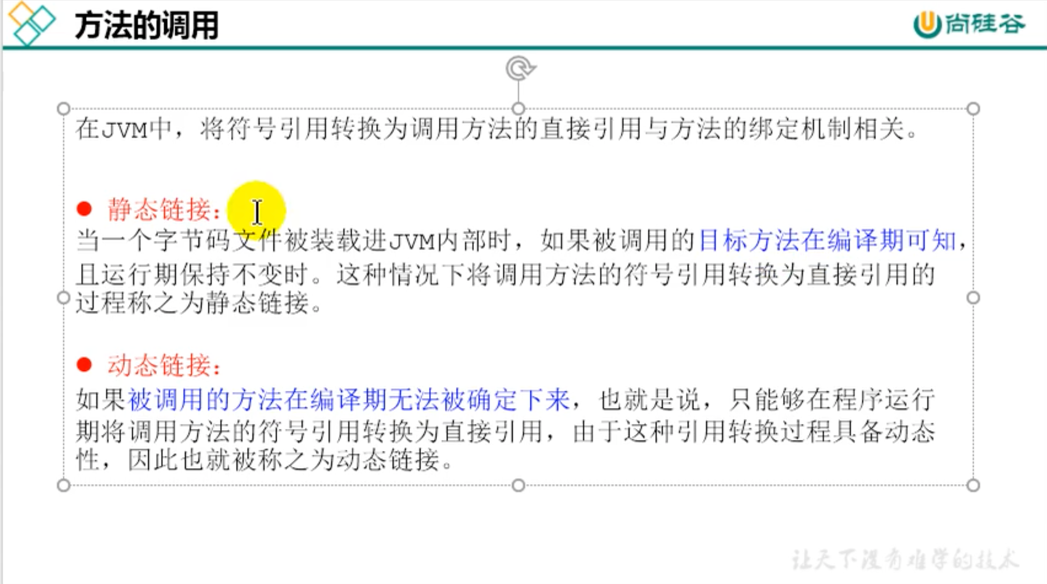 方法的调用
尚硅谷
在JVM中，将符号引用转换为调用方法的直接引用与方法的绑定机制相关。
● 静态链接：
当一个字节码文件被装载进JVM内部时，如果被调用的目标方法在编译期可知，
且运行期保持不变时。这种情况下将调用方法的符号引用转换为直接引用的
过程称之为静态链接。
● 动态链接：
如果被调用的方法在编译期无法被确定下来，也就是说，只能够在程序运行
期将调用方法的符号引用转换为直接引用，由于这种引用转换过程具备动态
性，因此也就被称之为动态链接。
让天下没有难学的技术